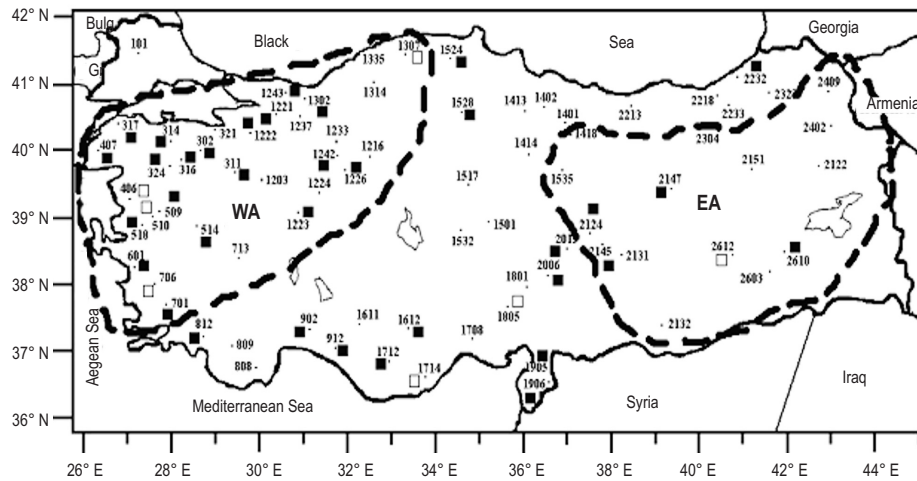 42° N
41° N
40° N
39° N
38° N
37° N
36° N
26° E 28° E 30° E 32° E 34° E 36° E 38° E 40° E 42° E 44° E
Bulg Black Sea Georgia
G
Armenia
Iraq
Syria
Mediterranean Sea
Aegean Sea
WA EA
101 1307 1524
1335
1243 1314 2232 2409
1221 1302 1528 1413 1402 2218
317 314 321 1222 1237 1233 1401 2213 2233
407 302 1418 2304 2402
324 316 311 1242 1216 1414 2151 2122
406 1203 1224 1226 1517 1535 2147
509 1223
510 514 1501 2124
518 713 1532 2145 2131 2612 2610
601 2006 2603
706 1801
701 1805
812 902 1611 1612 1708 2132
809 912 1712 1905
808 1714 1906